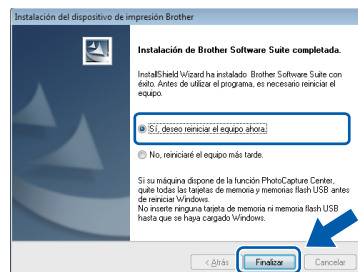 Instalación del dispositivo de impresión Brother
Instalación de Brother Software Suite completada.
InstallShield Wizard ha instalado Brother Software Suite con
éxito. Antes de utilizar el programa, es necesario reiniciar el
equipo.
Sí, deseo reiniciar el equipo ahora.
No, reiniciaré el equipo más tarde.
Si su máquina dispone de la función PhotoCapture Center,
quite todas las tarjetas de memoria y memorias flash USB antes
de reiniciar Windows.
No inserte ninguna tarjeta de memoria ni memoria flash USB
hasta que se haya cargado Windows.
< Atrás Finalizar Cancelar